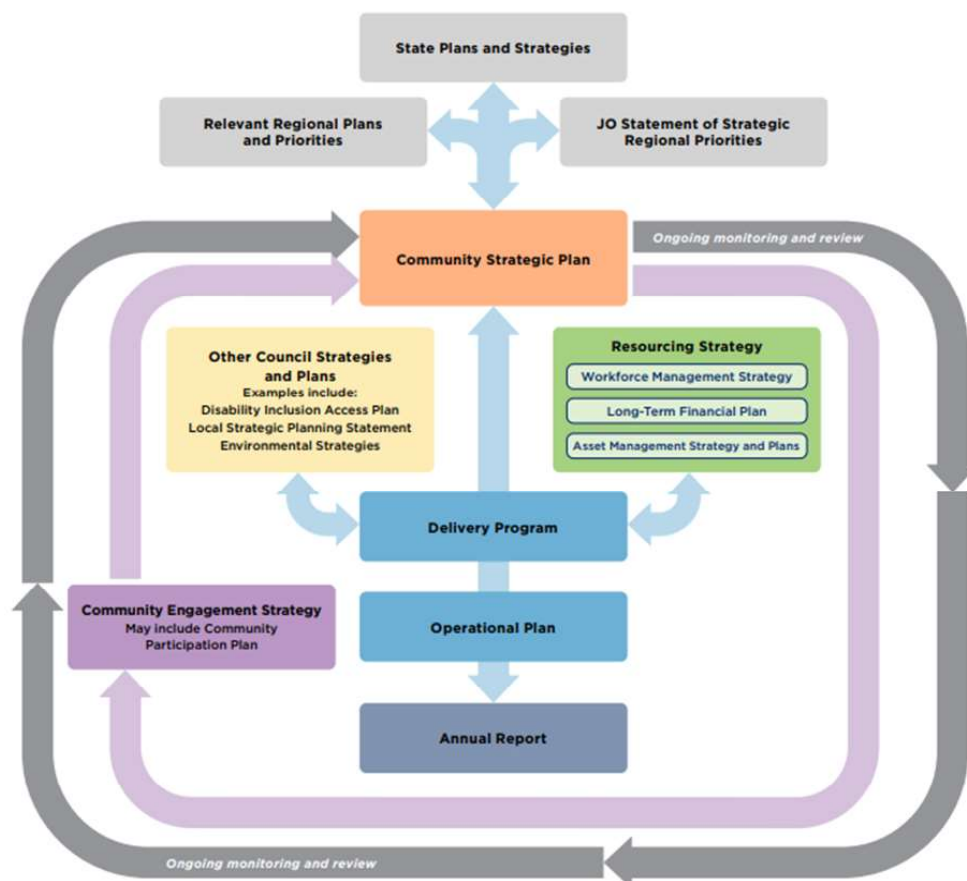 State Plans and Strategies
Relevant Regional Plans
and Priorities
JO Statement of Strategic
Regional Priorities
Ongoing monitoring and review
Community Strategic Plan
Other Council Strategies
and Plans
Examples include:
Disability Inclusion Access Plan
Local Strategic Planning Statement
Environmental Strategies
Resourcing Strategy
Workforce Management Strategy
Long-Term Financial Plan
Asset Management Strategy and Plans
Delivery Program
Community Engagement Strategy
May include Community
Participation Plan
Operational Plan
Annual Report
Ongoing monitoring and review